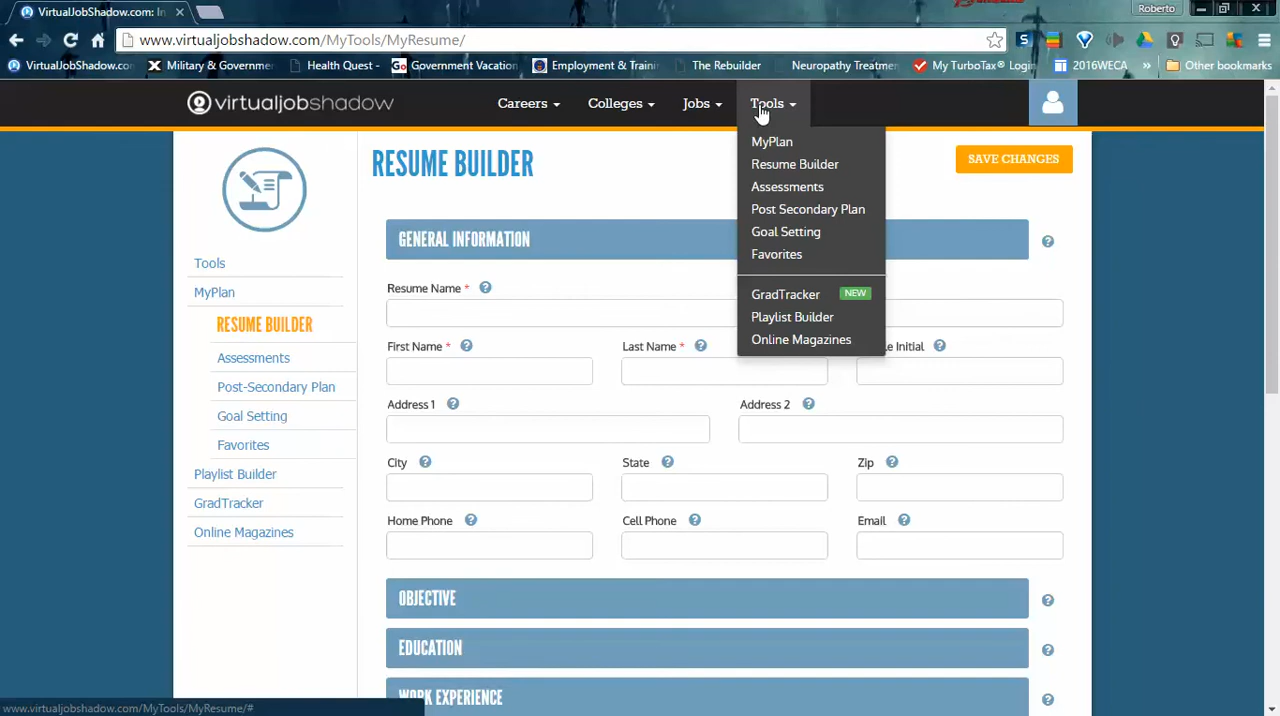 VirtualJobShadow.com: In
Roberto
www.virtualjobshadow.com/MyTools/MyResume/
VirtualJobShadow.co
Military & Governme
Health Quest -
Government Vacation
Employment & Traini
The Rebuilder
Neuropathy Treatmen
My TurboTax® Login
2016WECA
»
Other bookmarks
virtualjobshadow
Careers
Colleges
Jobs
Tools
MyPlan
Resume Builder
Assessments
Post Secondary Plan
Goal Setting
Favorites
GradTracker NEW
Playlist Builder
Online Magazines
RESUME BUILDER
SAVE CHANGES
Tools
MyPlan
RESUME BUILDER
Assessments
Post-Secondary Plan
Goal Setting
Favorites
Playlist Builder
GradTracker
Online Magazines
GENERAL INFORMATION ?
Resume Name * ?
First Name * ?
Last Name * ?
e Initial ?
Address 1 ?
Address 2 ?
City ?
State ?
Zip ?
Home Phone ?
Cell Phone ?
Email ?
OBJECTIVE ?
EDUCATION ?
WORK EXPERIENCE ?
www.virtualjobshadow.com/MyTools/MyResume/#